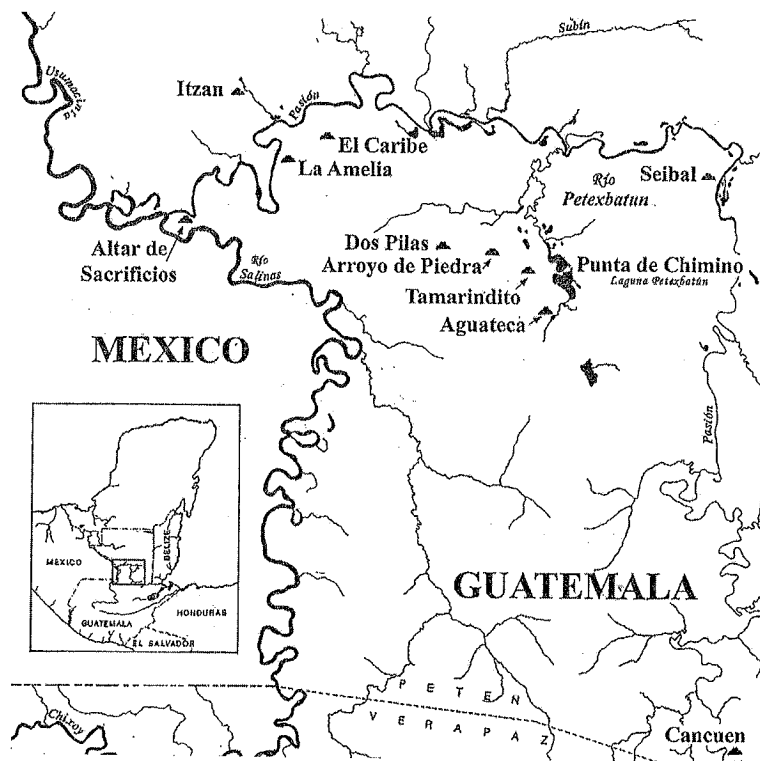 Subín
Usumacinta
Itzan
Pasión
El Caribe
La Amelia
Río
Petexbatun
Seibal
Altar de
Sacrificios
Río
Salinas
Dos Pilas
Arroyo de Piedra
Punta de Chimino
Laguna Petexbatún
Tamarindito
Aguateca
MEXICO
Pasión
MEXICO
BELIZE
GUATEMALA
HONDURAS
EL SALVADOR
GUATEMALA
PETEN
VERAPAZ
Chixoy
Cancuen